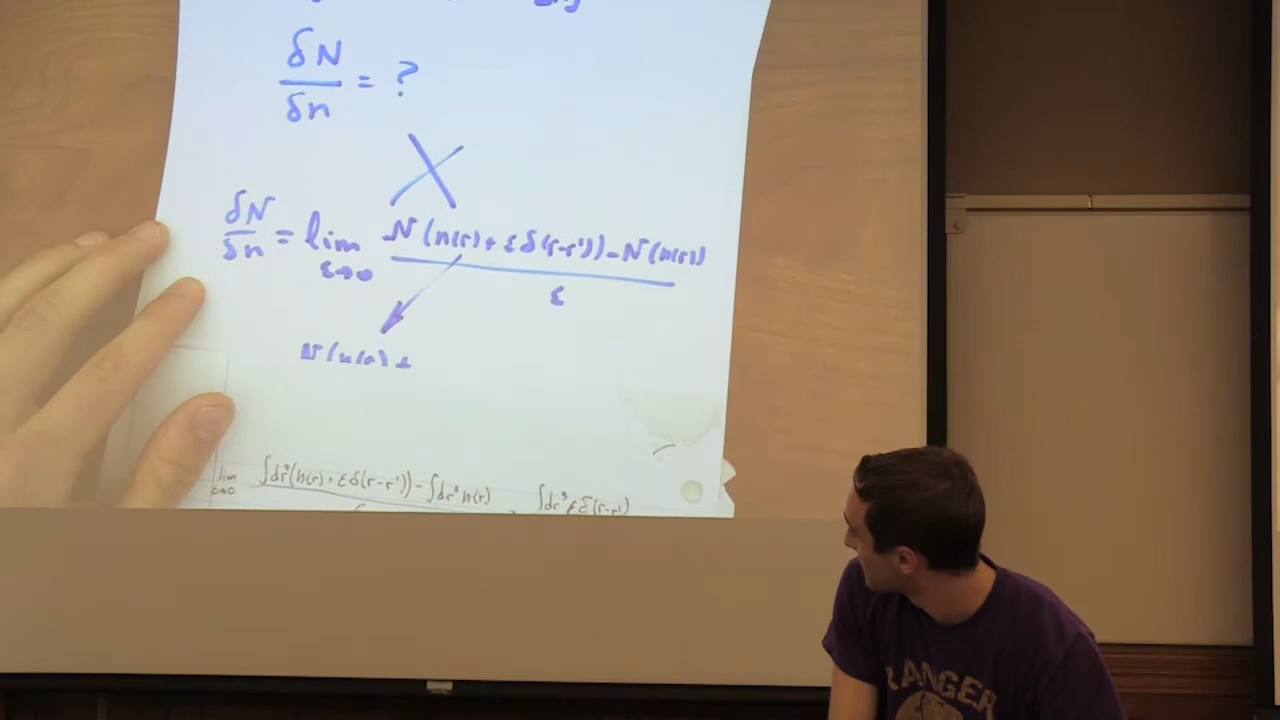 δN/δn = ?
δN/δn = lim ε→0 N(n(r) + εδ(r-r')) - N(n(r)) / ε
N(n(r) +
lim ε→0 ∫dr³(n(r) + εδ(r-r')) - ∫dr³n(r) ∫dr³ εδ(r-r')
RANGER